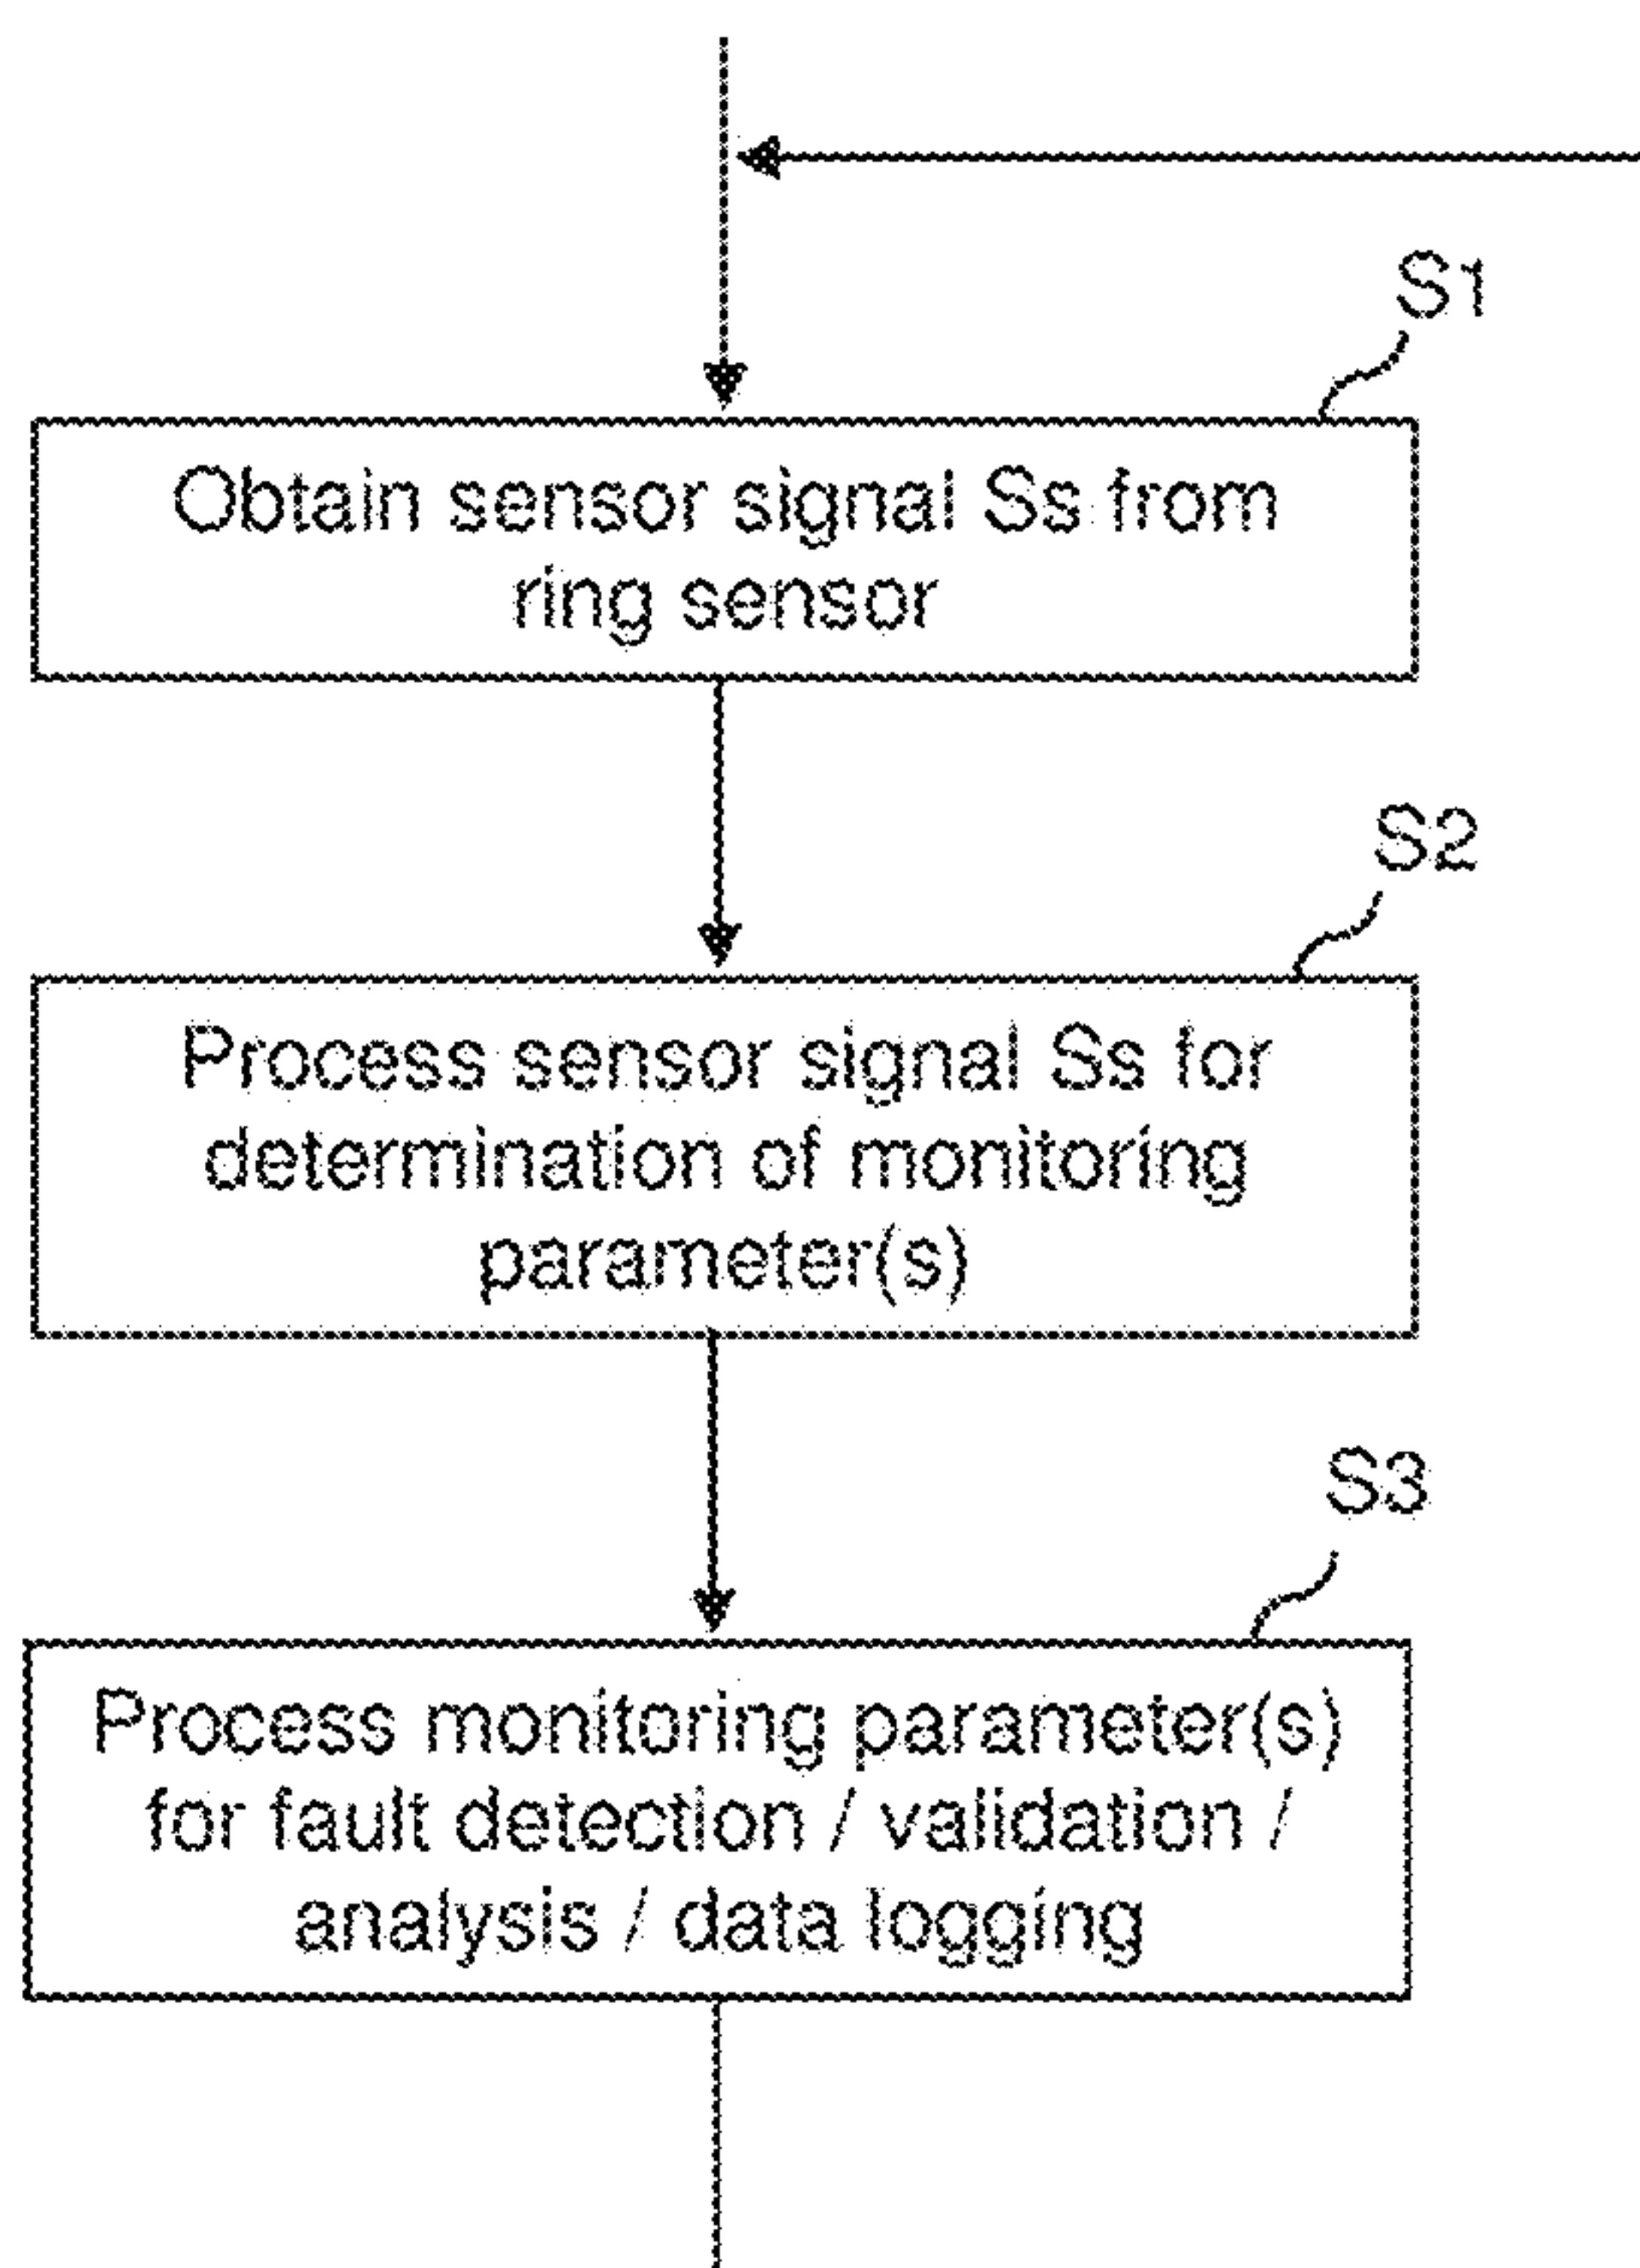 S1
Obtain sensor signal Ss from
ring sensor
S2
Process sensor signal Ss for
determination of monitoring
parameter(s)
S3
Process monitoring parameter(s)
for fault detection / validation /
analysis / data logging